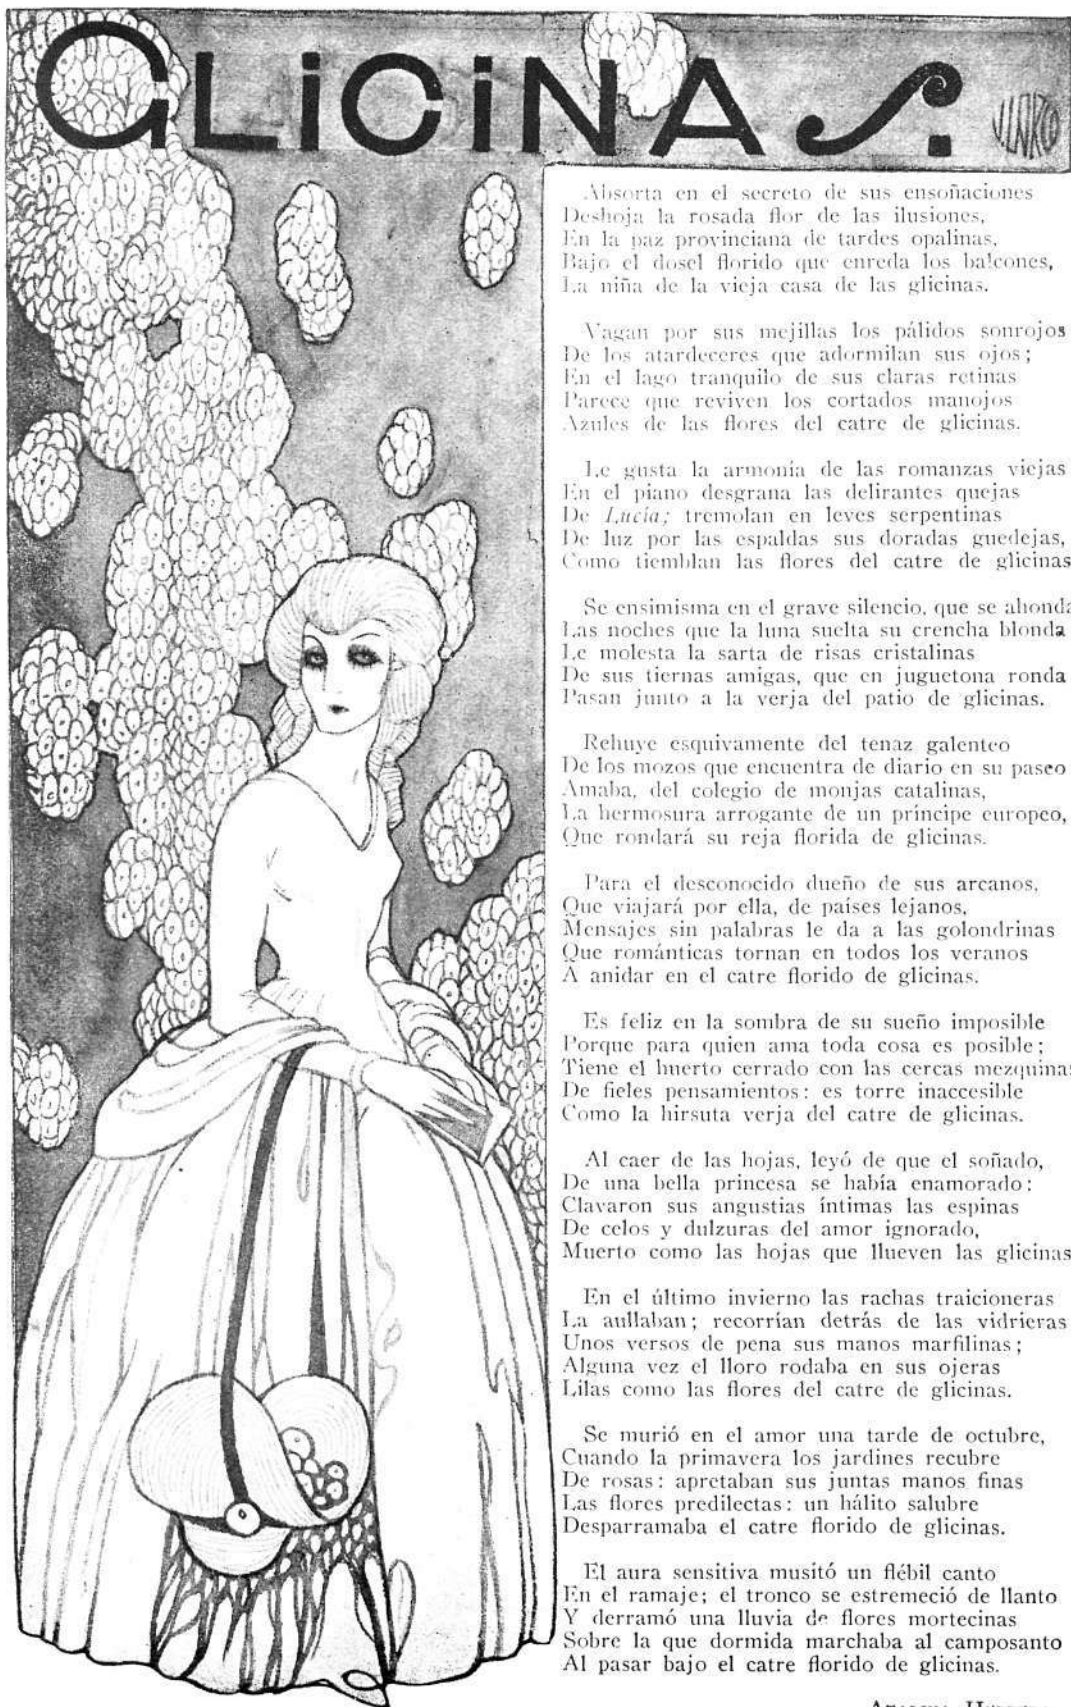 GLICINAS.
Absorta en el secreto de sus ensoñaciones
Deshoja la rosada flor de las ilusiones,
En la paz provinciana de tardes opalinas,
Bajo el dosel florido que enreda los balcones,
La niña de la vieja casa de las glicinas.
Vagan por sus mejillas los pálidos sonrojos
De los atardeceres que adormilan sus ojos;
En el lago tranquilo de sus claras retinas
Parece que reviven los cortados manojos
Azules de las flores del catre de glicinas.
Le gusta la armonía de las romanzas viejas
En el piano desgrana las delirantes quejas
De Lucía; tremolan en leves serpentinas
De luz por las espaldas sus doradas guedejas,
Como tiemblan las flores del catre de glicinas
Se ensimisma en el grave silencio, que se ahonda
Las noches que la luna suelta su crencha blonda
Le molesta la sarta de risas cristalinas
De sus tiernas amigas, que en juguetona ronda
Pasan junto a la verja del patio de glicinas.
Rehuye esquivamente del tenaz galenteo
De los mozos que encuentra de diario en su paseo
Amaba, del colegio de monjas catalinas,
La hermosura arrogante de un príncipe europeo,
Que rondará su reja florida de glicinas.
Para el desconocido dueño de sus arcanos,
Que viajará por ella, de países lejanos,
Mensajes sin palabras le da a las golondrinas
Que románticas tornan en todos los veranos
A anidar en el catre florido de glicinas.
Es feliz en la sombra de su sueño imposible
Porque para quien ama toda cosa es posible;
Tiene el huerto cerrado con las cercas mezquinas
De fieles pensamientos: es torre inaccesible
Como la hirsuta verja del catre de glicinas.
Al caer de las hojas, leyó de que el soñado,
De una bella princesa se había enamorado:
Clavaron sus angustias íntimas las espinas
De celos y dulzuras del amor ignorado,
Muerto como las hojas que llueven las glicinas
En el último invierno las rachas traicioneras
La aullaban; recorrían detrás de las vidrieras
Unos versos de pena sus manos marfilinas;
Alguna vez el lloro rodaba en sus ojeras
Lilas como las flores del catre de glicinas.
Se murió en el amor una tarde de octubre,
Cuando la primavera los jardines recubre
De rosas: apretaban sus juntas manos finas
Las flores predilectas: un hálito salubre
Desparramaba el catre florido de glicinas.
El aura sensitiva musitó un flébil canto
En el ramaje; el tronco se estremeció de llanto
Y derramó una lluvia de flores mortecinas
Sobre la que dormida marchaba al camposanto
Al pasar bajo el catre florido de glicinas.